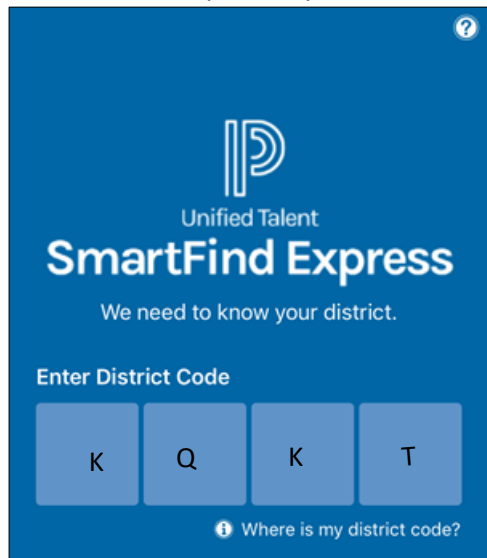 ?
Unified Talent
SmartFind Express
We need to know your district.
Enter District Code
K Q K T
i Where is my district code?